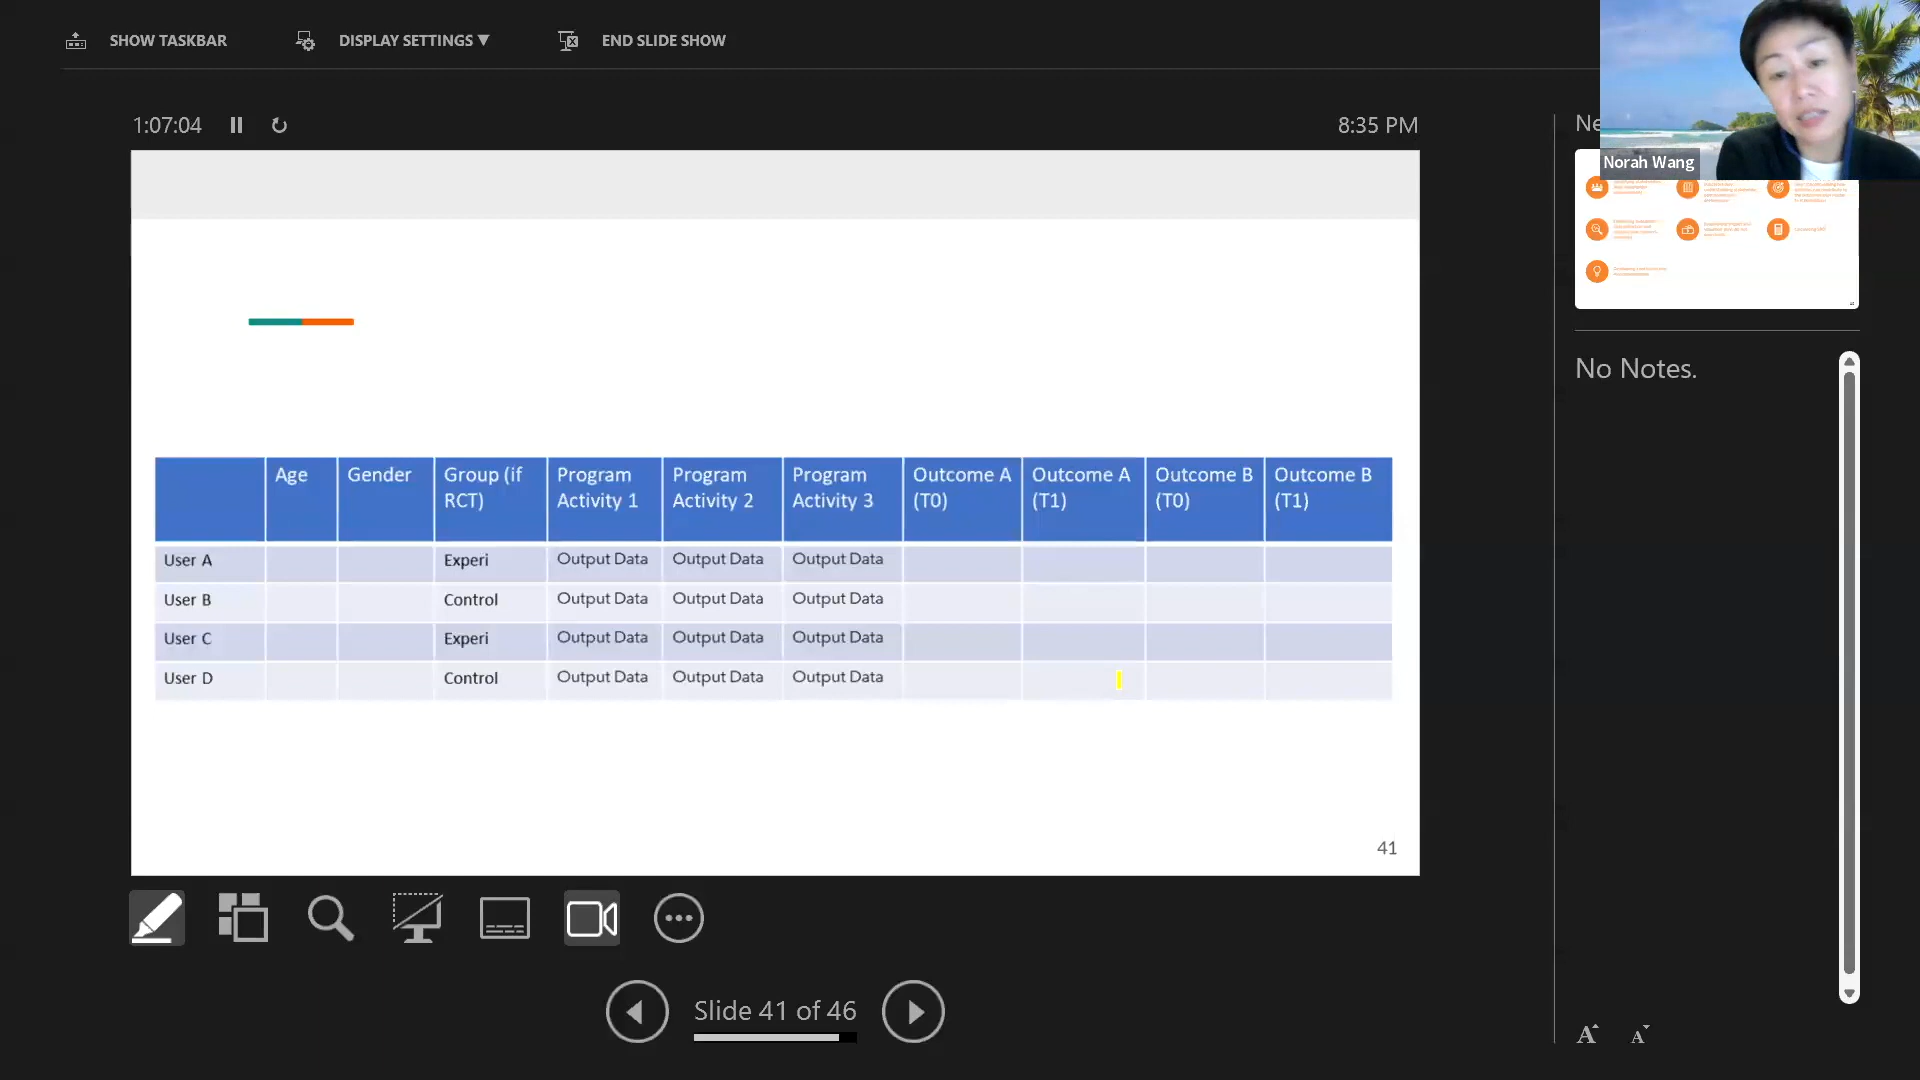 SHOW TASKBAR
DISPLAY SETTINGS
END SLIDE SHOW
1:07:04
8:35 PM
Ne
Norah Wang
No Notes.
Age
Gender
Group (if RCT)
Program Activity 1
Program Activity 2
Program Activity 3
Outcome A (T0)
Outcome A (T1)
Outcome B (T0)
Outcome B (T1)
User A Experi Output Data Output Data Output Data
User B Control Output Data Output Data Output Data
User C Experi Output Data Output Data Output Data
User D Control Output Data Output Data Output Data
41
Slide 41 of 46
A A